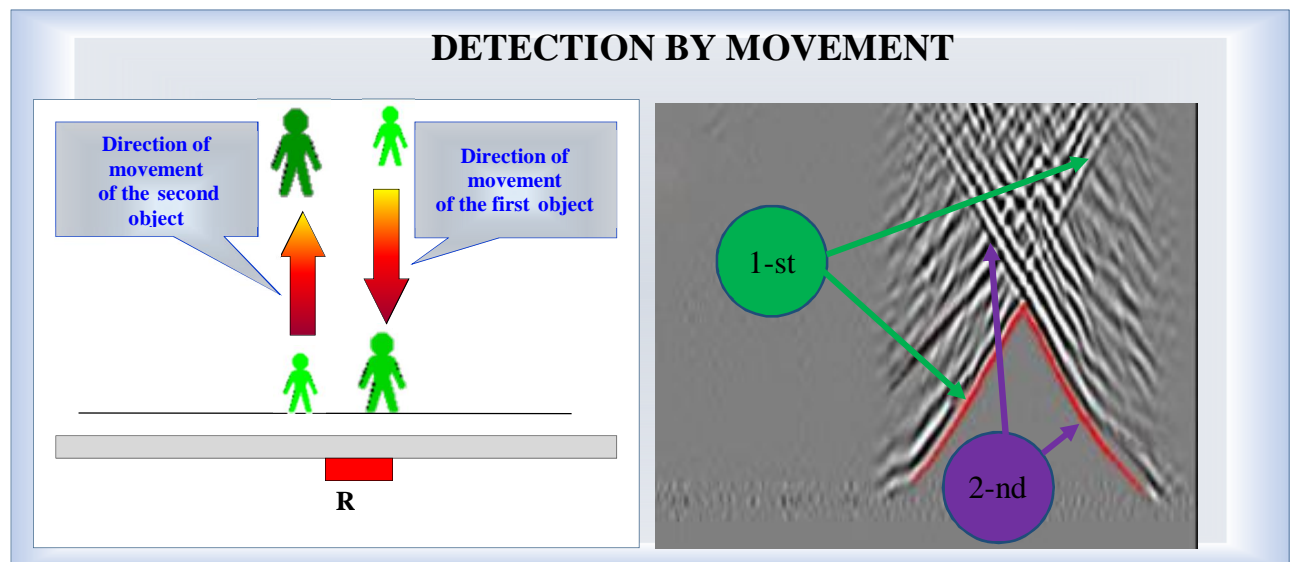 DETECTION BY MOVEMENT
Direction of
movement
of the second
object
Direction of
movement
of the first object
R
1-st
2-nd